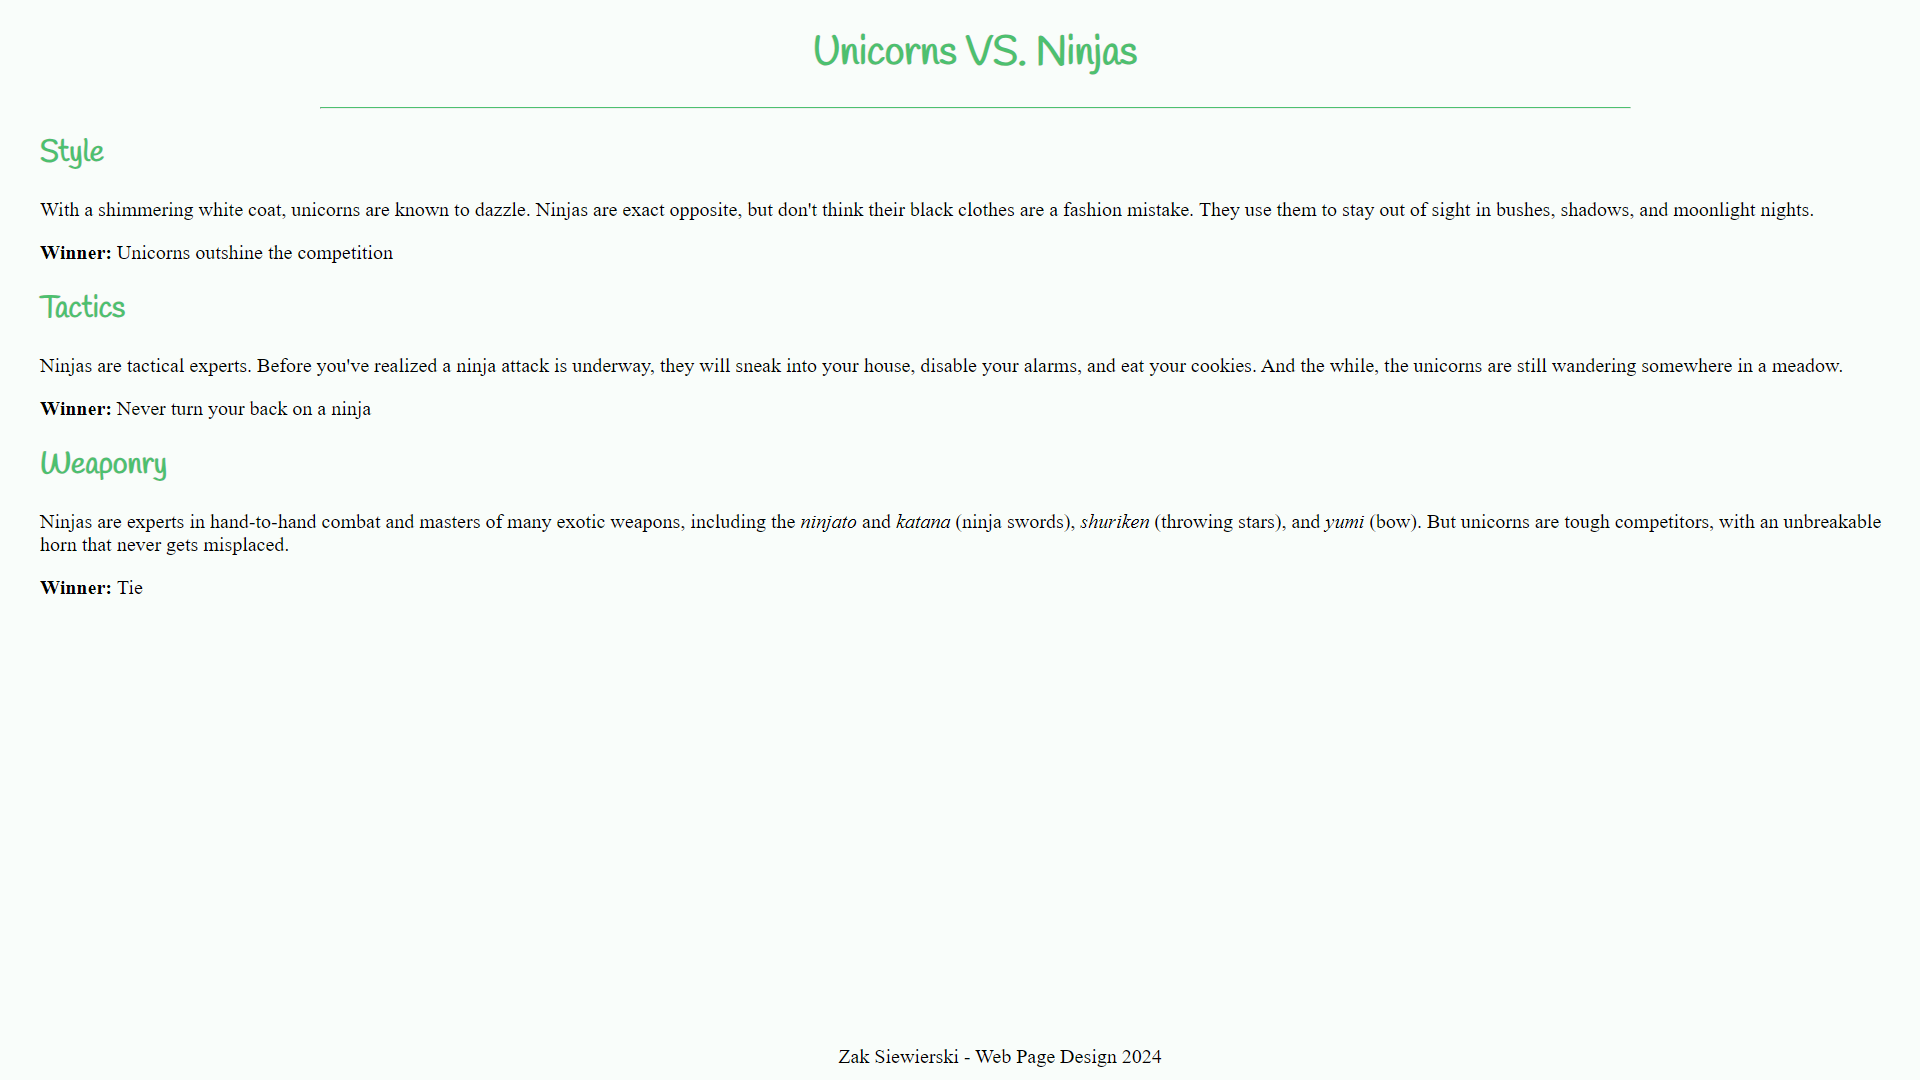 Unicorns VS. Ninjas
Style
With a shimmering white coat, unicorns are known to dazzle. Ninjas are exact opposite, but don't think their black clothes are a fashion mistake. They use them to stay out of sight in bushes, shadows, and moonlight nights.
Winner: Unicorns outshine the competition
Tactics
Ninjas are tactical experts. Before you've realized a ninja attack is underway, they will sneak into your house, disable your alarms, and eat your cookies. And the while, the unicorns are still wandering somewhere in a meadow.
Winner: Never turn your back on a ninja
Weaponry
Ninjas are experts in hand-to-hand combat and masters of many exotic weapons, including the ninjato and katana (ninja swords), shuriken (throwing stars), and yumi (bow). But unicorns are tough competitors, with an unbreakable
horn that never gets misplaced.
Winner: Tie
Zak Siewierski - Web Page Design 2024